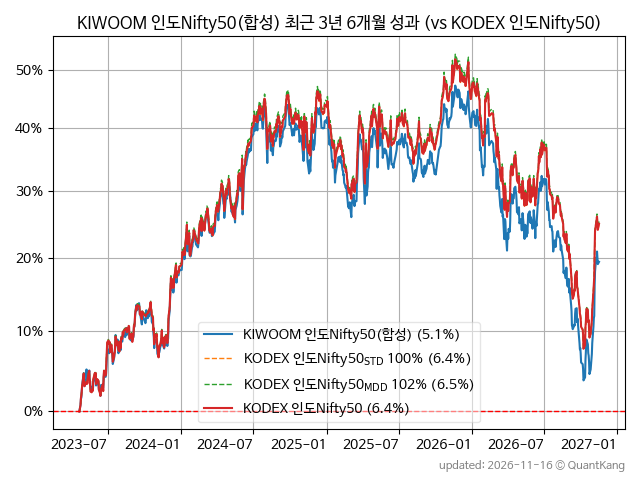 KIWOOM 인도Nifty50(합성) 최근 3년 6개월 성과 (vs KODEX 인도Nifty50)
50%
40%
30%
20%
10%
0%
KIWOOM 인도Nifty50(합성) (5.1%)
KODEX 인도Nifty50STD 100% (6.4%)
KODEX 인도Nifty50MDD 102% (6.5%)
KODEX 인도Nifty50 (6.4%)
2023-07 2024-01 2024-07 2025-01 2025-07 2026-01 2026-07 2027-01
updated: 2026-11-16 © QuantKang